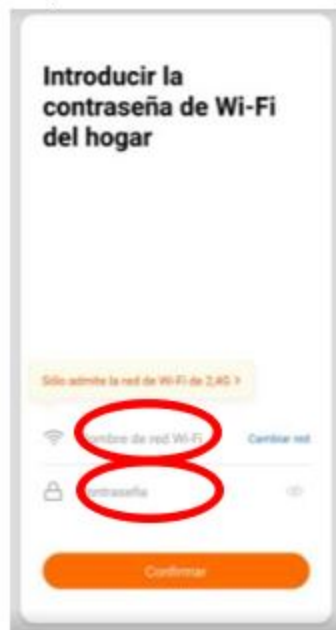 Introducir la
contraseña de Wi-Fi
del hogar
Sólo admite la red de Wi-Fi de 2,4G >
Nombre de red Wi-Fi
Cambiar red
Contraseña
Confirmar